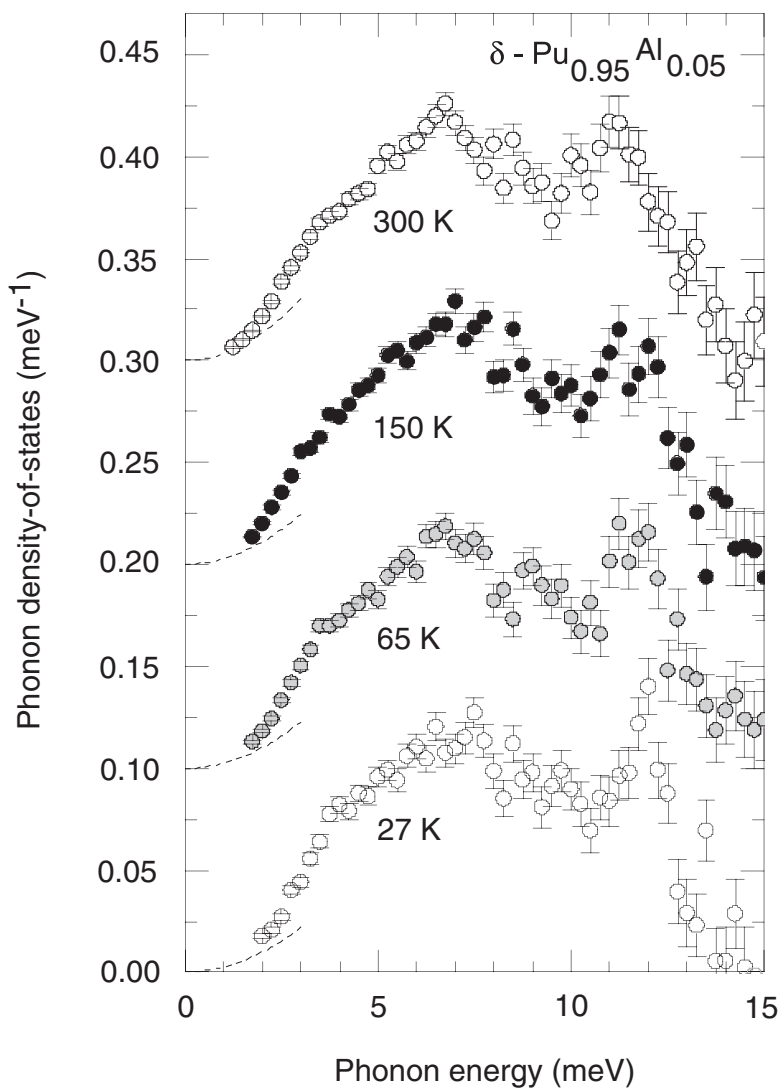 δ - Pu0.95 Al0.05
0.45
0.40
0.35
0.30
0.25
0.20
0.15
0.10
0.05
0.00
300 K
150 K
65 K
27 K
0
5
10
15
Phonon density-of-states (meV-1)
Phonon energy (meV)